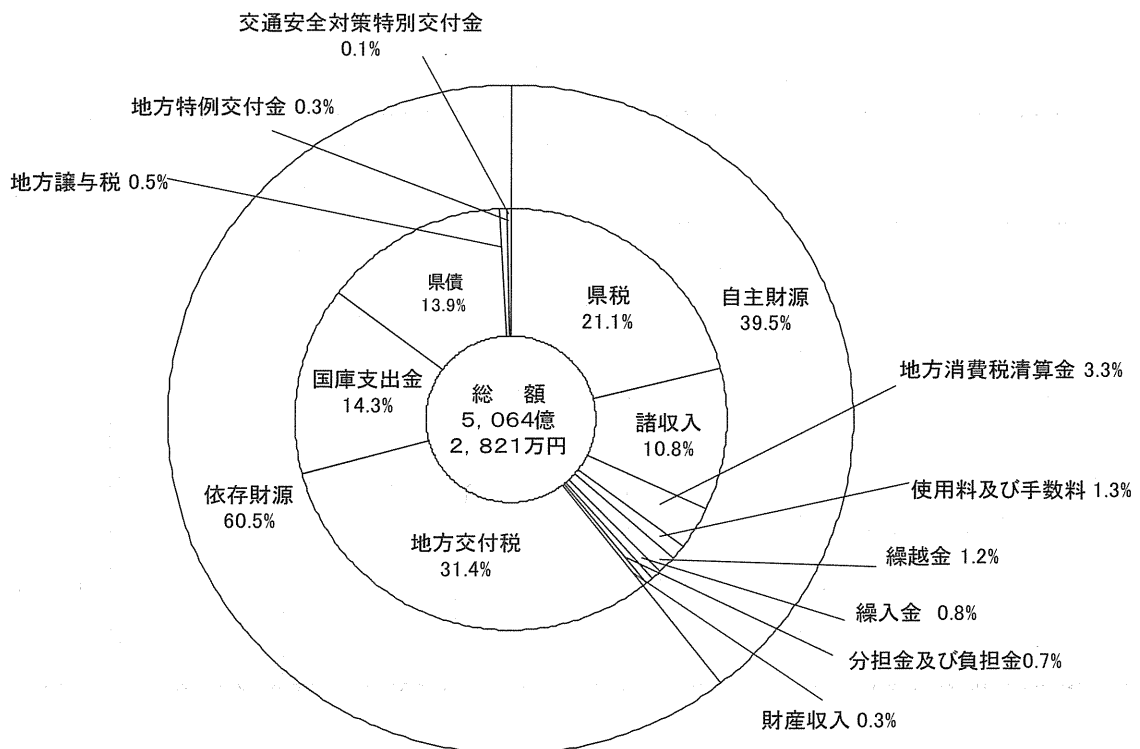 交通安全対策特別交付金
0.1%
地方特例交付金 0.3%
地方譲与税 0.5%
県債
13.9%
県税
21.1%
自主財源
39.5%
地方消費税清算金 3.3%
国庫支出金
14.3%
総 額
5,064億
2,821万円
諸収入
10.8%
依存財源
60.5%
使用料及び手数料 1.3%
地方交付税
31.4%
繰越金 1.2%
繰入金 0.8%
分担金及び負担金0.7%
財産収入 0.3%